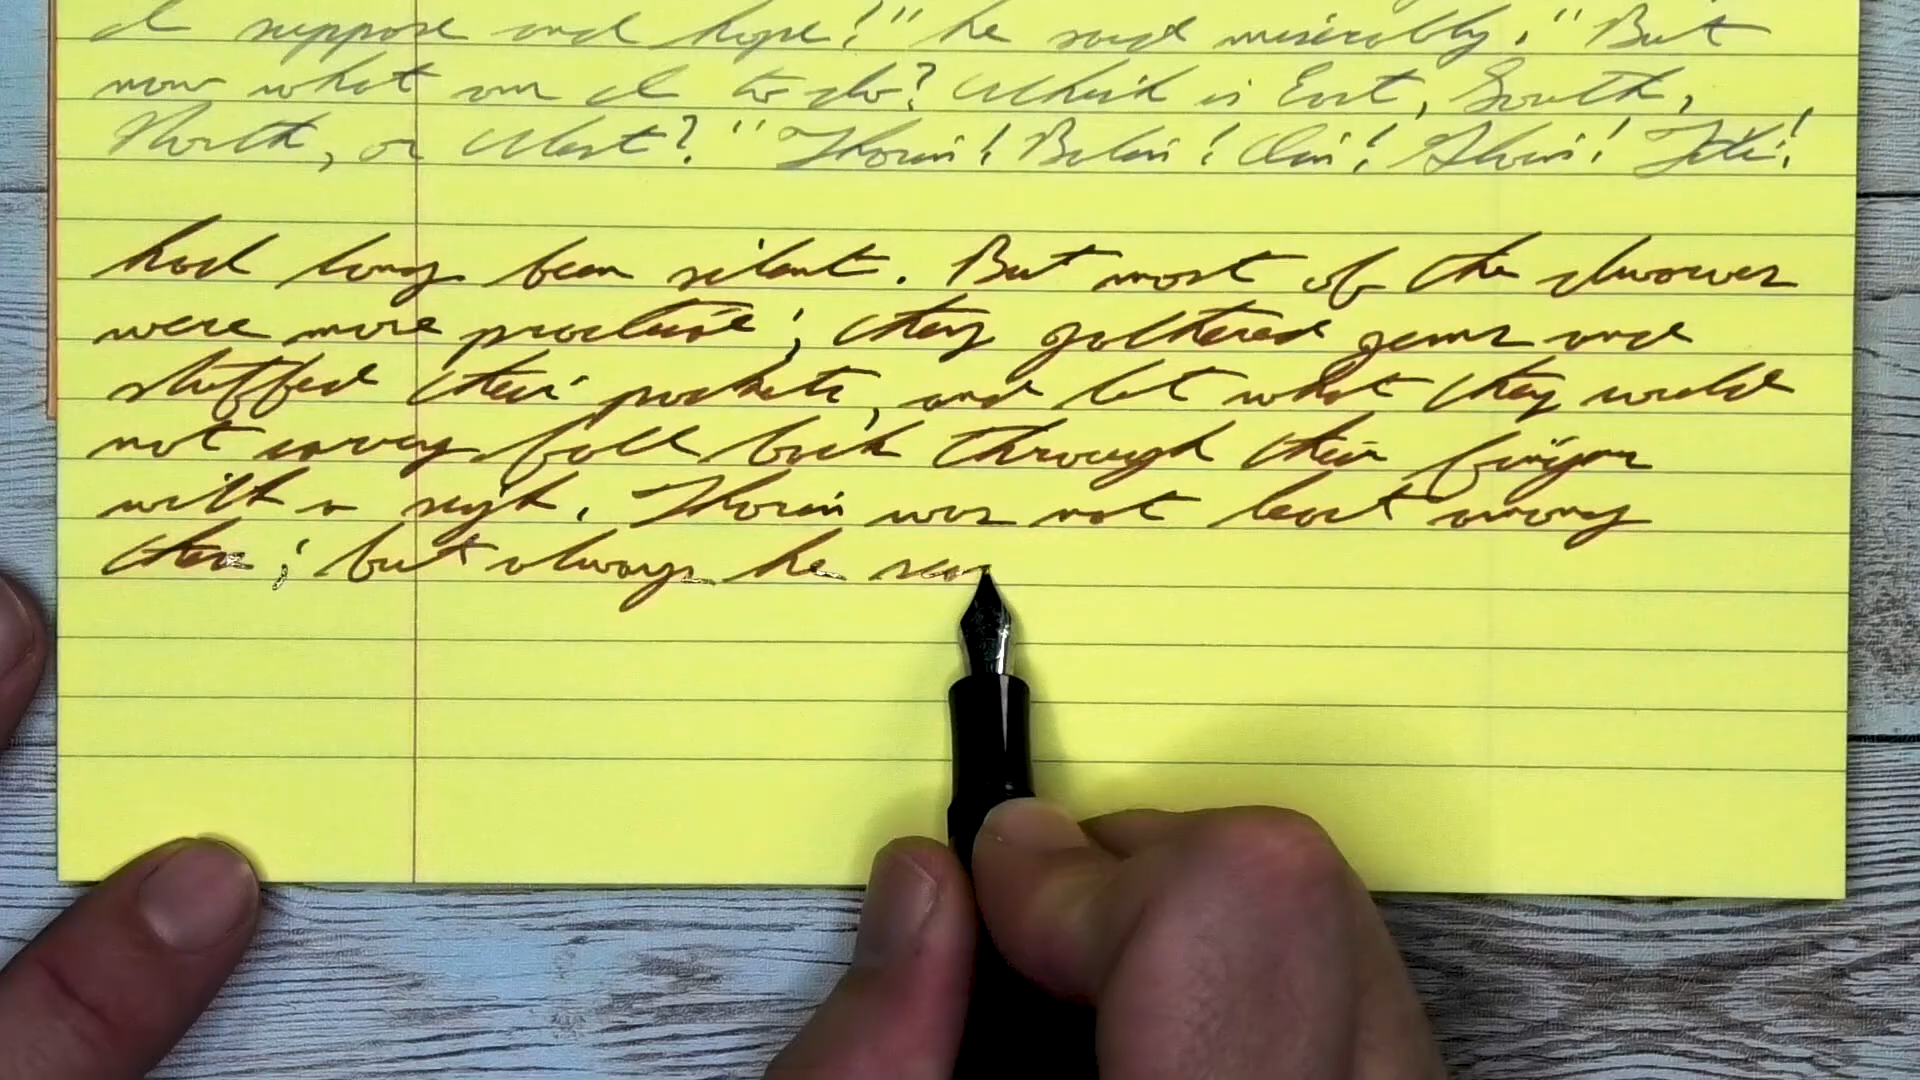 I suppose and hope!" he said miserably. "But
now what am I to do? Which is East, South,
North, or West?" "Thorin! Balin! Oin! Gloin! Fili!
had long been silent. But most of the dwarves
were more practical; they gathered gems and
stuffed their pockets, and let what they could
not carry fall back through their fingers
with a sigh. Thorin was not least among
them; but always he